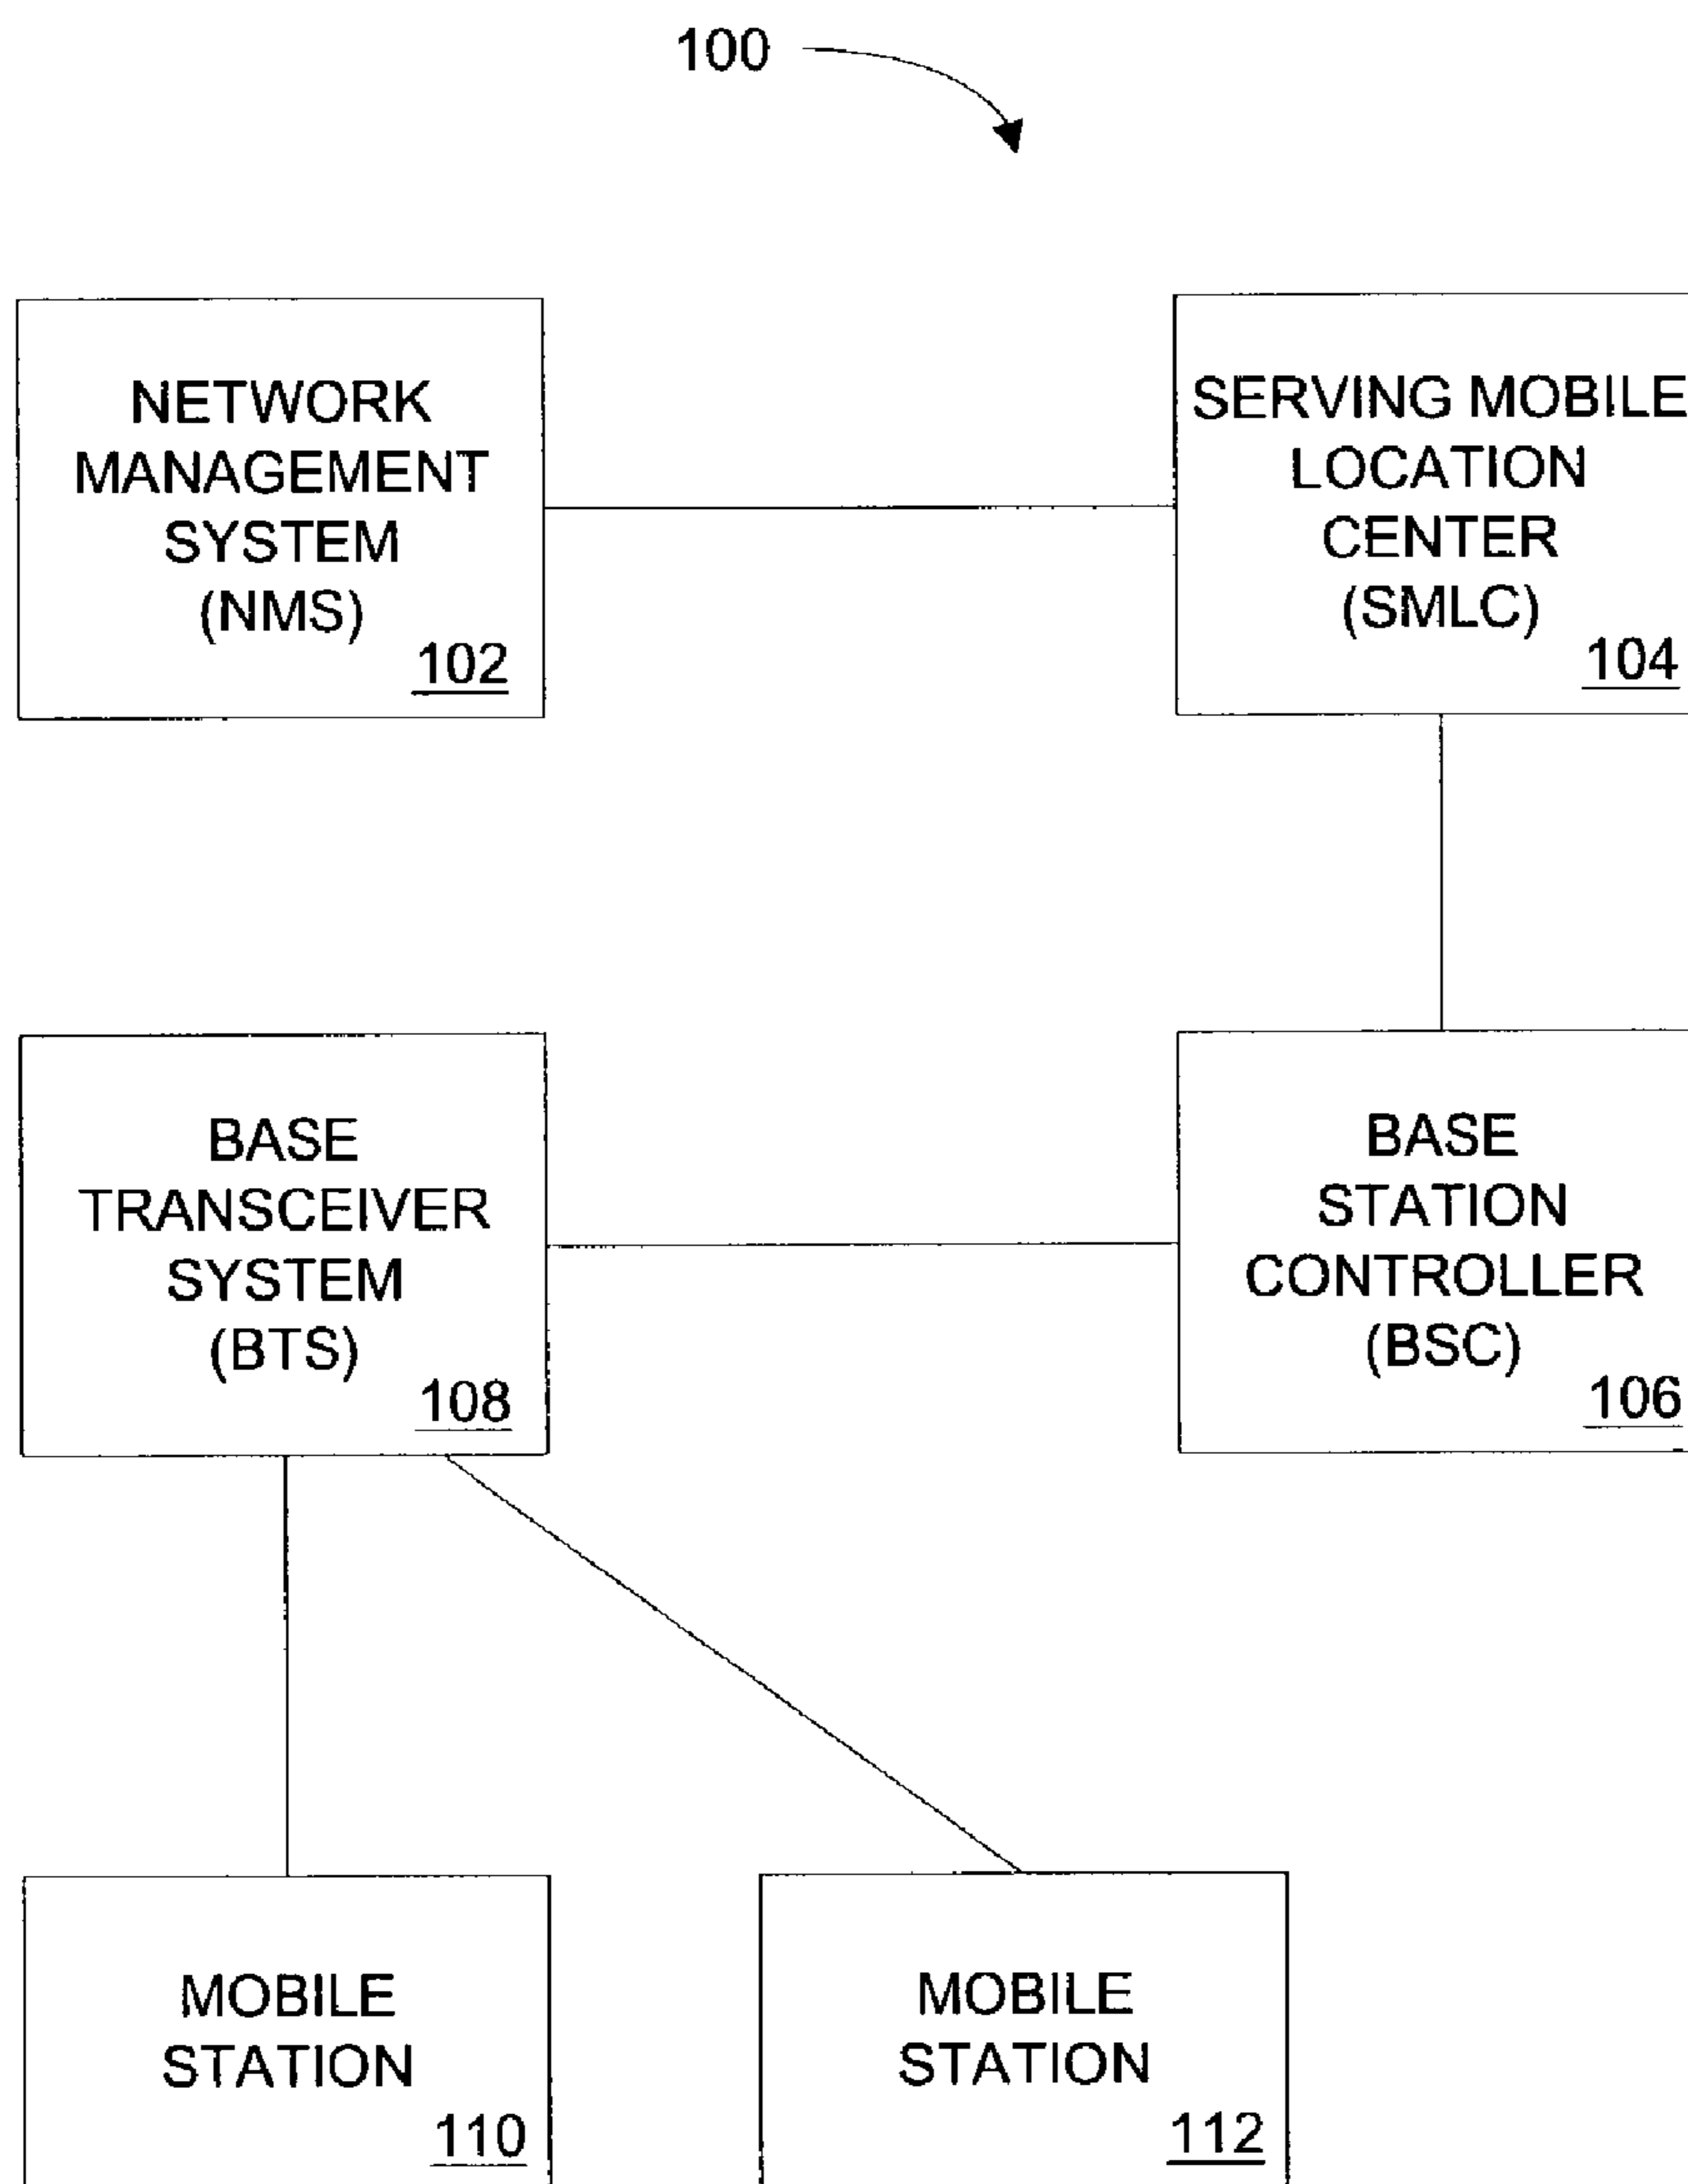 100
NETWORK
MANAGEMENT
SYSTEM
(NMS)
102
SERVING MOBILE
LOCATION
CENTER
(SMLC)
104
BASE
TRANSCEIVER
SYSTEM
(BTS)
108
BASE
STATION
CONTROLLER
(BSC)
106
MOBILE
STATION
110
MOBILE
STATION
112